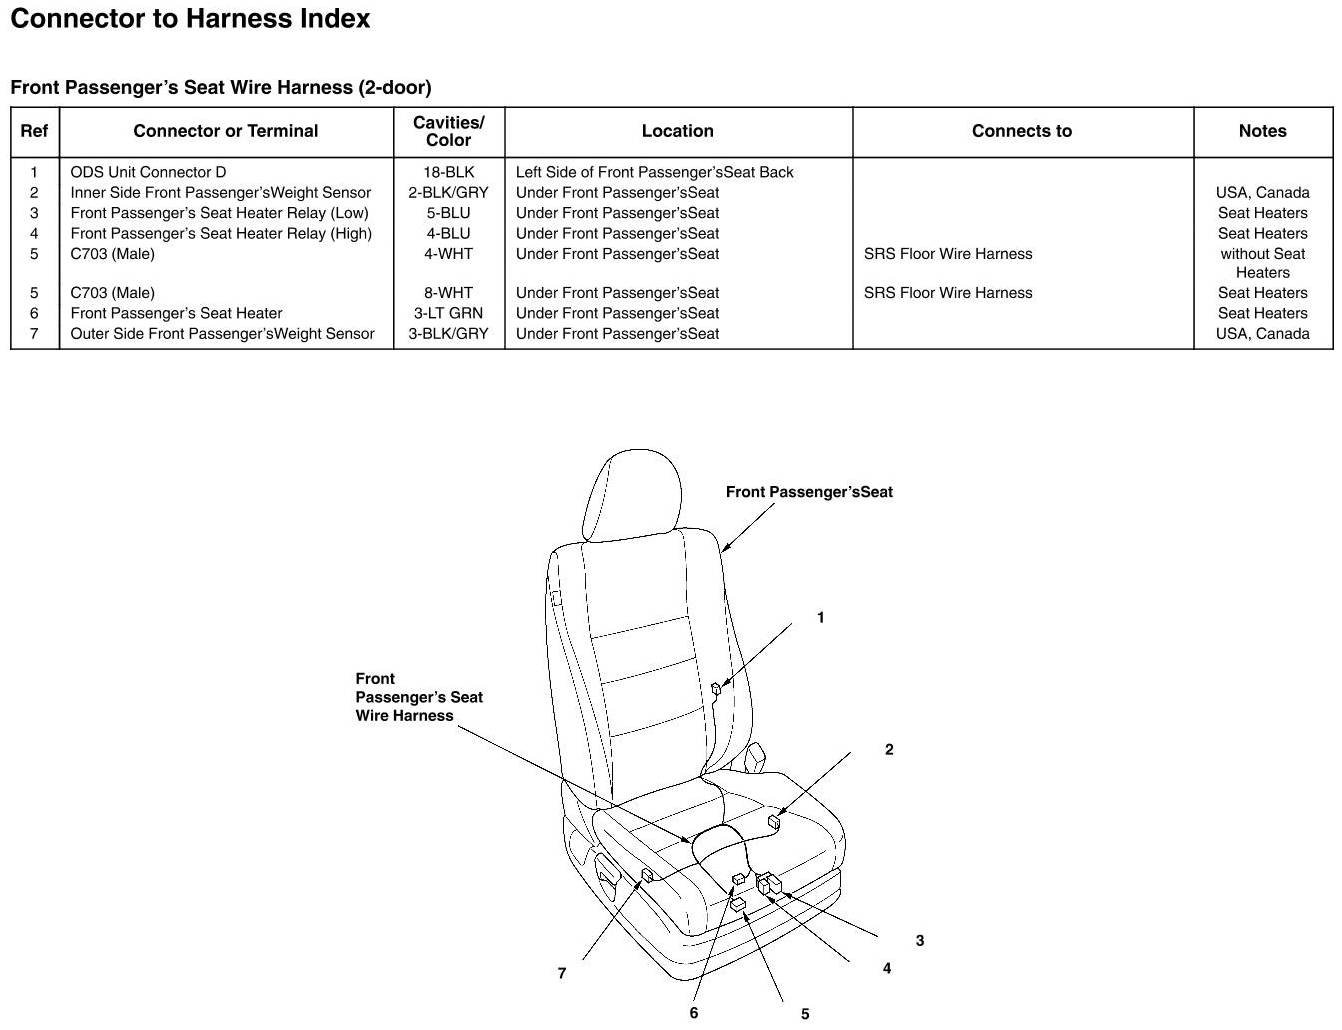 Connector to Harness Index
Front Passenger's Seat Wire Harness (2-door)
Ref Connector or Terminal Cavities/ Color Location Connects to Notes
1 ODS Unit Connector D 18-BLK Left Side of Front Passenger'sSeat Back
2 Inner Side Front Passenger'sWeight Sensor 2-BLK/GRY Under Front Passenger'sSeat USA, Canada
3 Front Passenger's Seat Heater Relay (Low) 5-BLU Under Front Passenger'sSeat Seat Heaters
4 Front Passenger's Seat Heater Relay (High) 4-BLU Under Front Passenger'sSeat Seat Heaters
5 C703 (Male) 4-WHT Under Front Passenger'sSeat SRS Floor Wire Harness without Seat
Heaters
5 C703 (Male) 8-WHT Under Front Passenger'sSeat SRS Floor Wire Harness Seat Heaters
6 Front Passenger's Seat Heater 3-LT GRN Under Front Passenger'sSeat Seat Heaters
7 Outer Side Front Passenger'sWeight Sensor 3-BLK/GRY Under Front Passenger'sSeat USA, Canada
Front Passenger'sSeat
1
Front
Passenger's Seat
Wire Harness
2
3
4
7
6
5